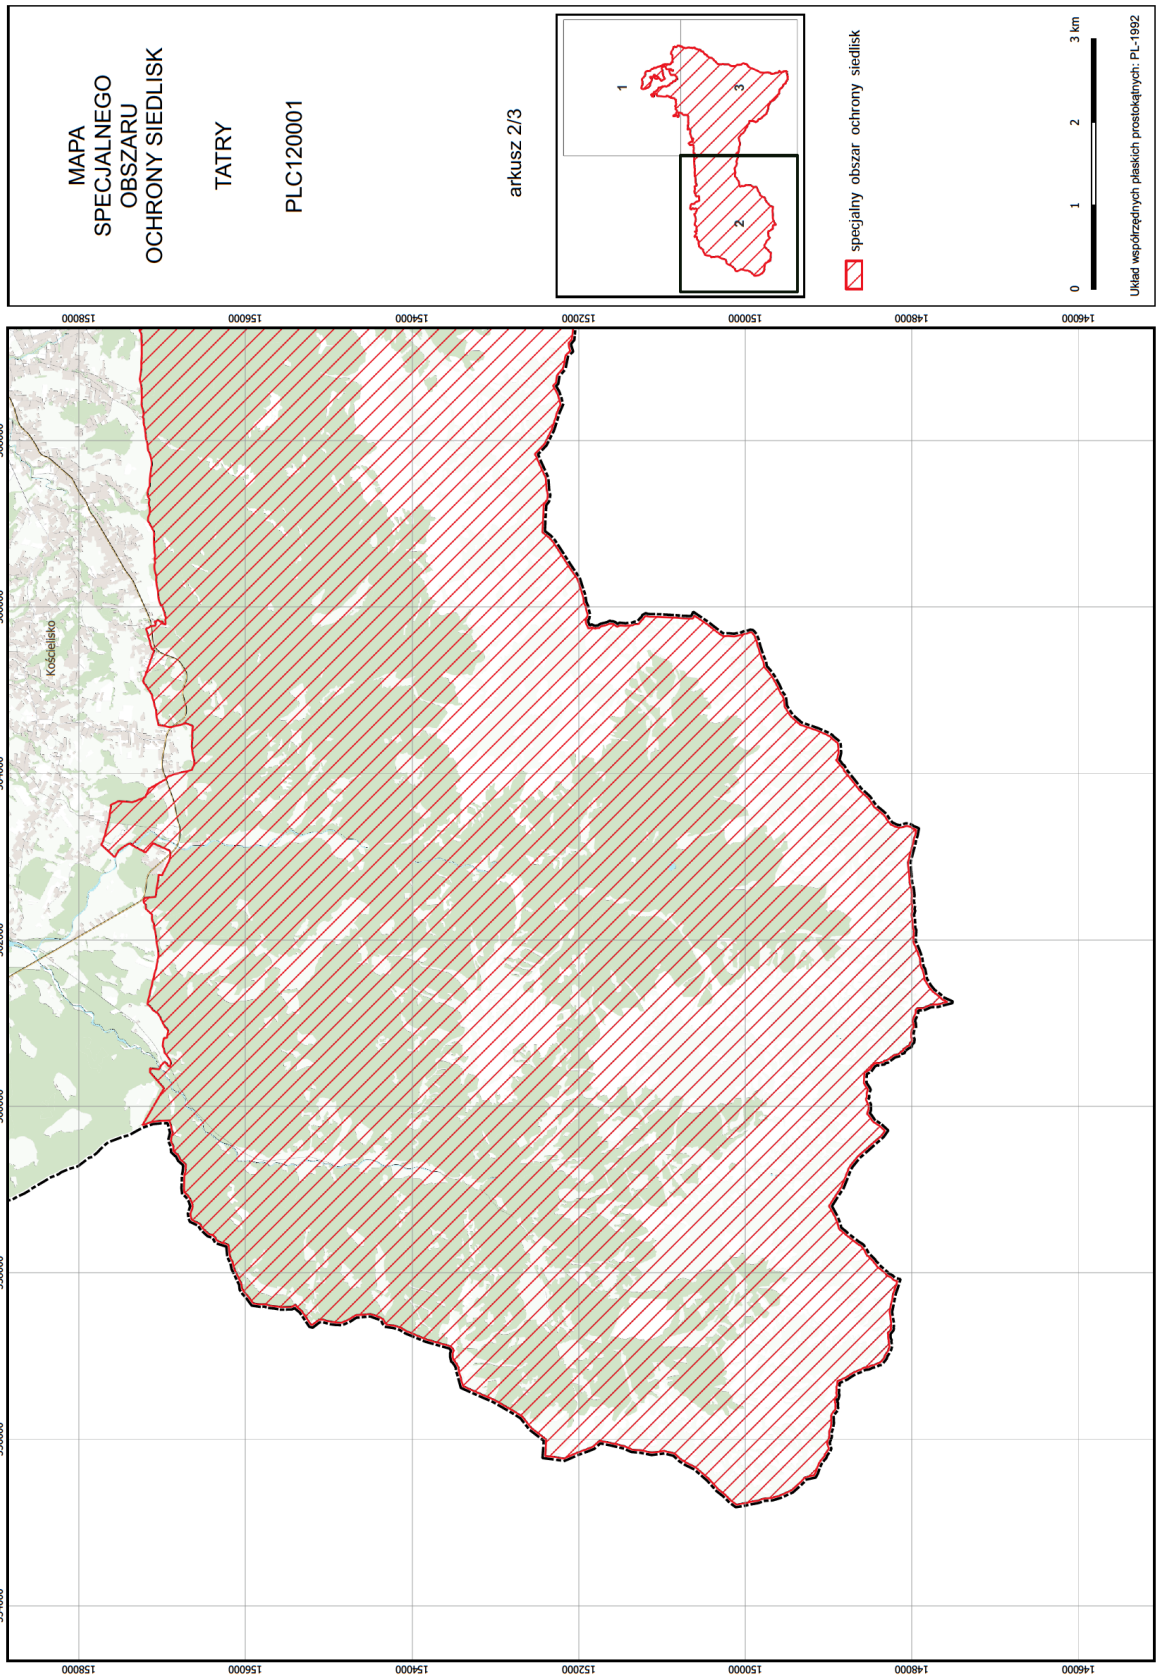 MAPA
SPECJALNEGO
OBSZARU
OCHRONY SIEDLISK
TATRY
PLC120001
arkusz 2/3
1
2
3
specjalny obszar ochrony siedlisk
0 1 2 3 km
Układ współrzędnych płaskich prostokątnych: PL-1992
Kościelisko
158000
156000
154000
152000
150000
148000
146000
158000
156000
154000
152000
150000
148000
146000